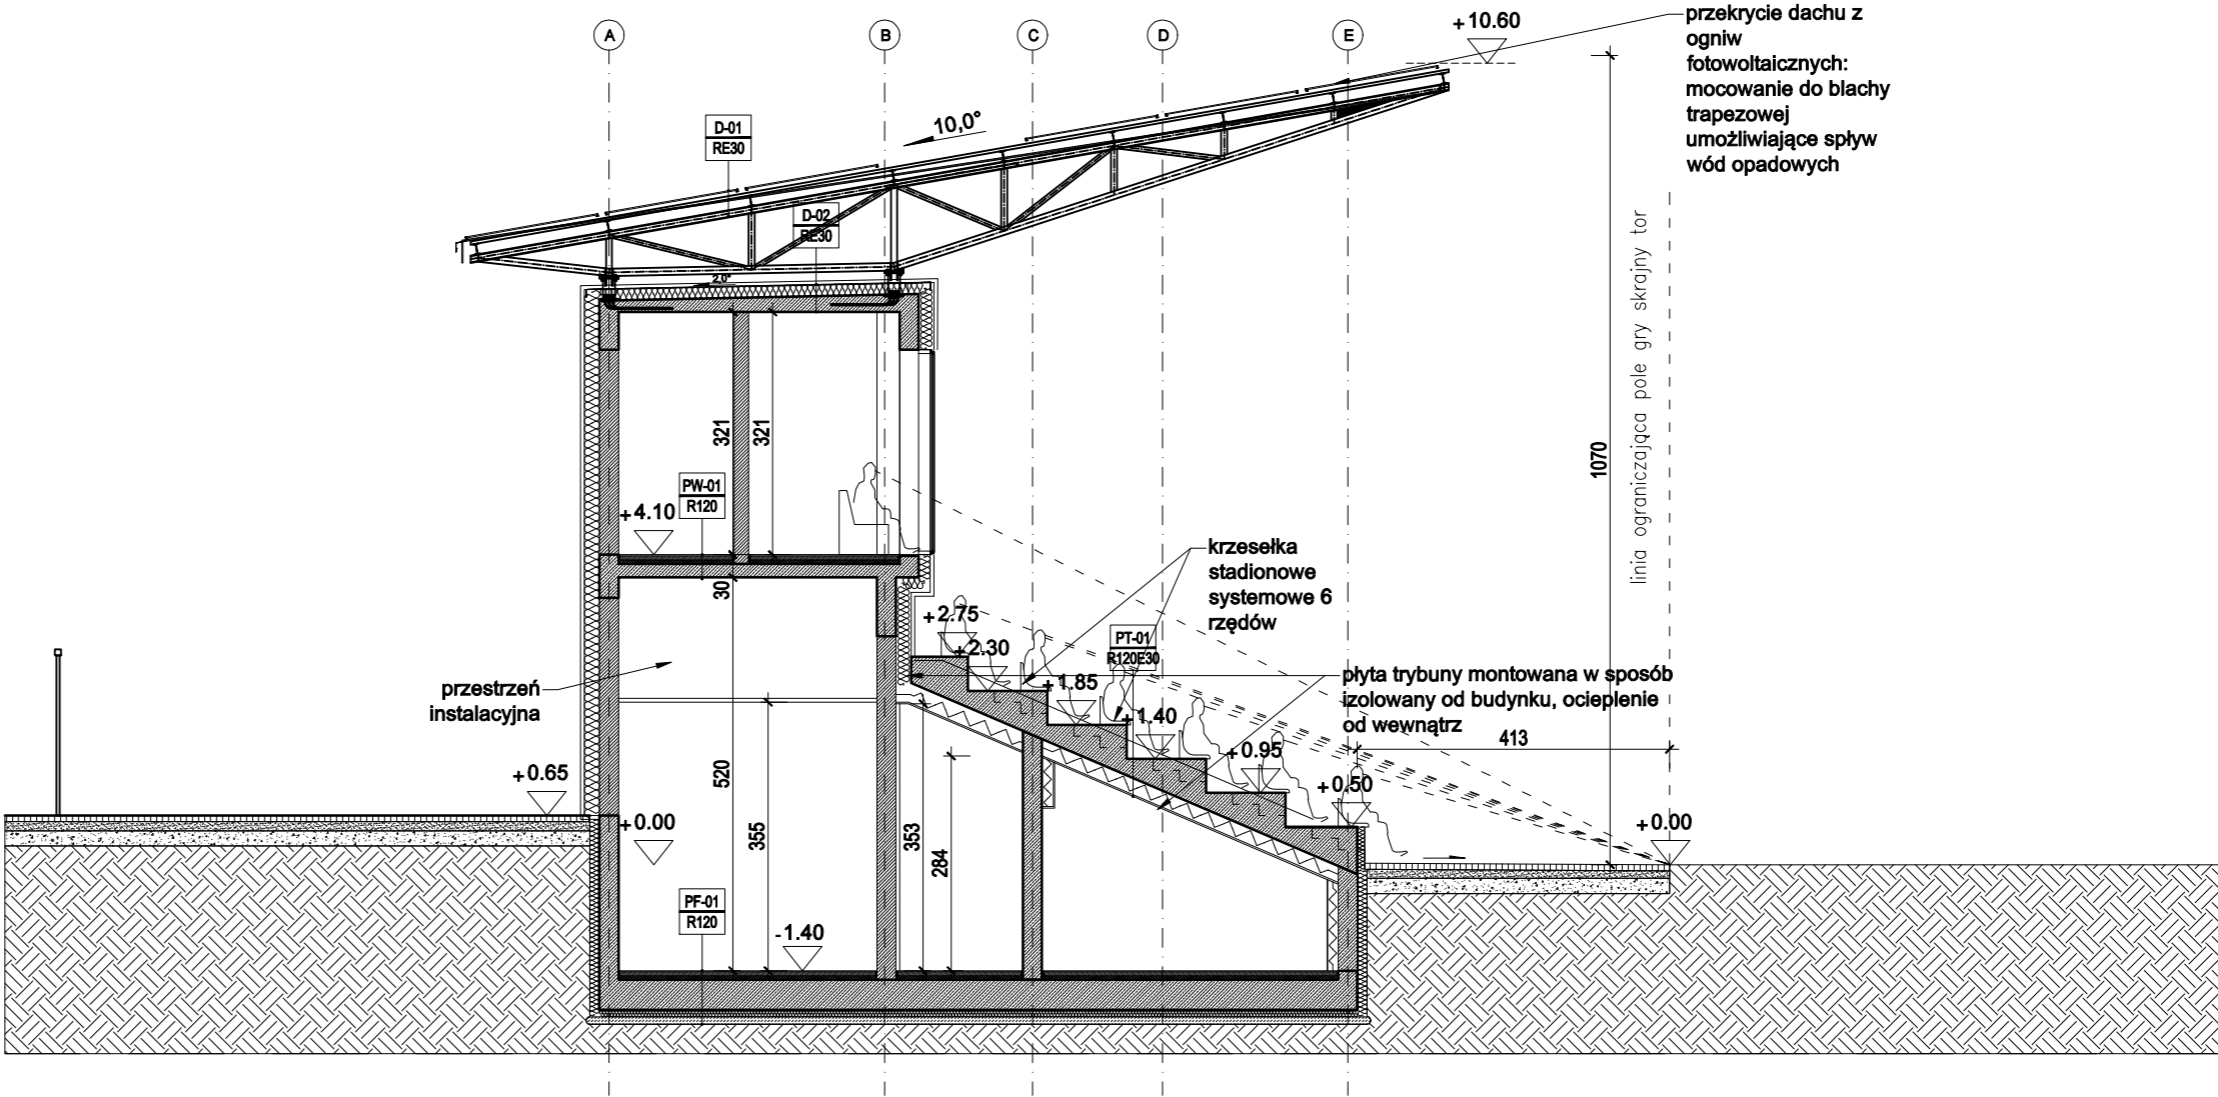 A
B
C
D
E
+10.60
przekrycie dachu z
ogniw
fotowoltaicznych:
mocowanie do blachy
trapezowej
umożliwiające spływ
wód opadowych
D-01
RE30
10,0°
D-02
RE30
2,0°
linia ograniczająca pole gry skrajny tor
1070
321
321
PW-01
R120
+4.10
30
krzesełka
stadionowe
systemowe 6
rzędów
+2.75
+2.30
PT-01
R120E30
+1.85
+1.40
+0.95
+0.50
płyta trybuny montowana w sposób
izolowany od budynku, ocieplenie
od wewnątrz
413
przestrzeń
instalacyjna
+0.65
+0.00
+0.00
520
355
353
284
PF-01
R120
-1.40